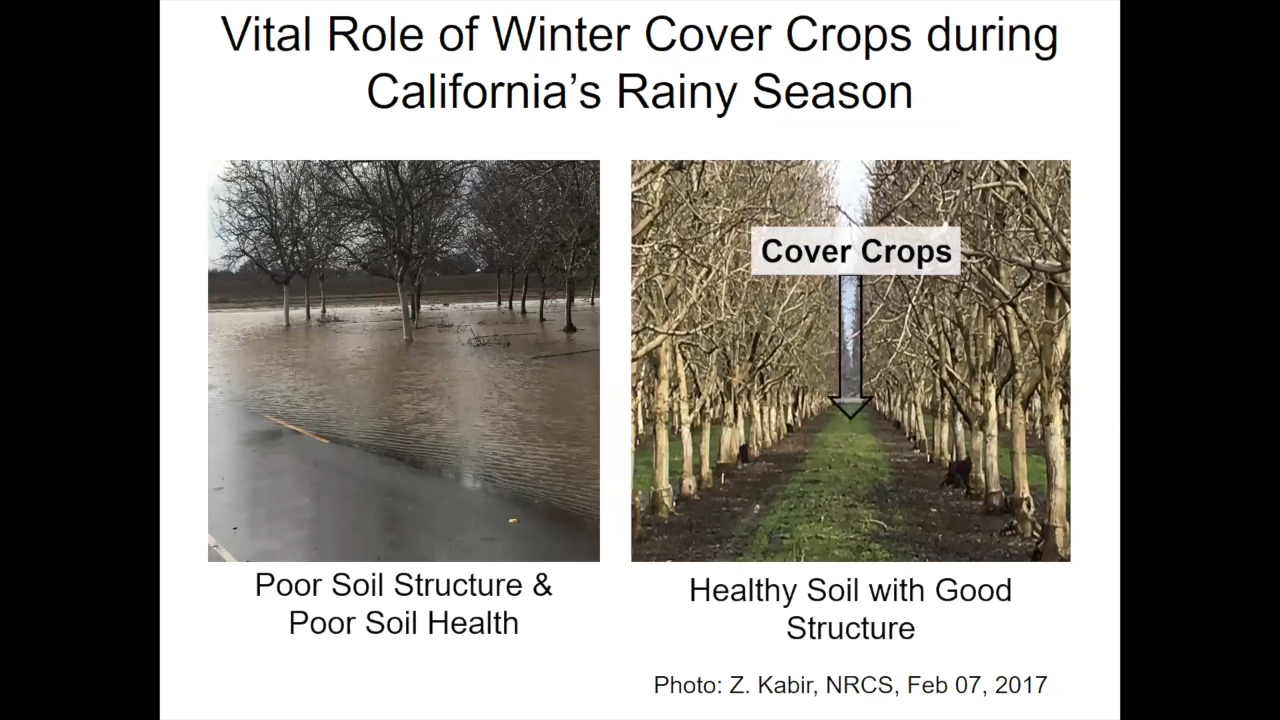 Vital Role of Winter Cover Crops during
California’s Rainy Season
Cover Crops
Poor Soil Structure &
Poor Soil Health
Healthy Soil with Good
Structure
Photo: Z. Kabir, NRCS, Feb 07, 2017